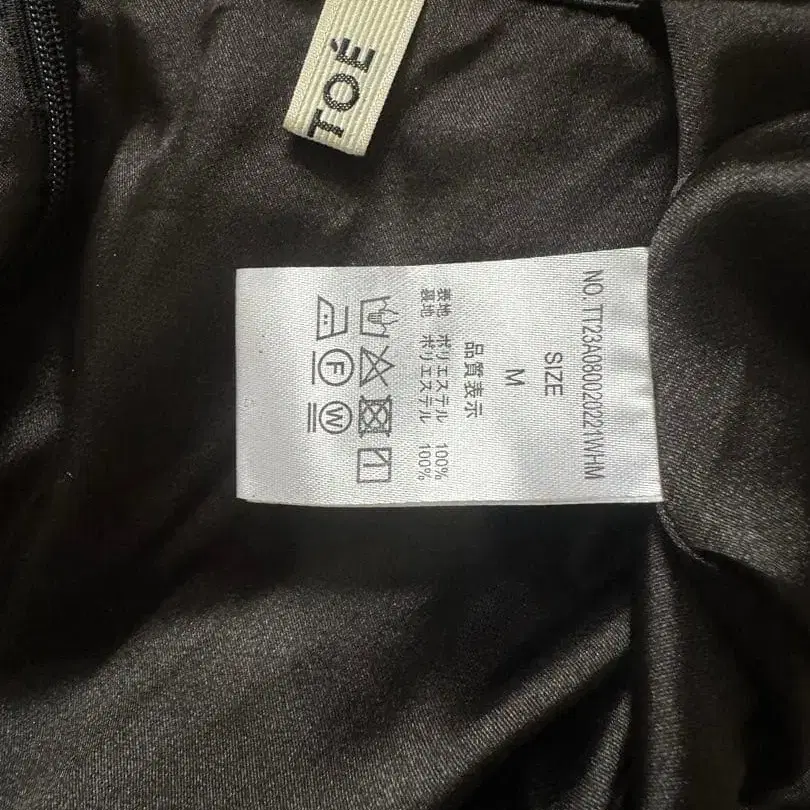 TOÉ
NO. TT23A0800202221WHM
SIZE
M
品質表示
表地 ポリエステル 100%
裏地 ポリエステル 100%
F W